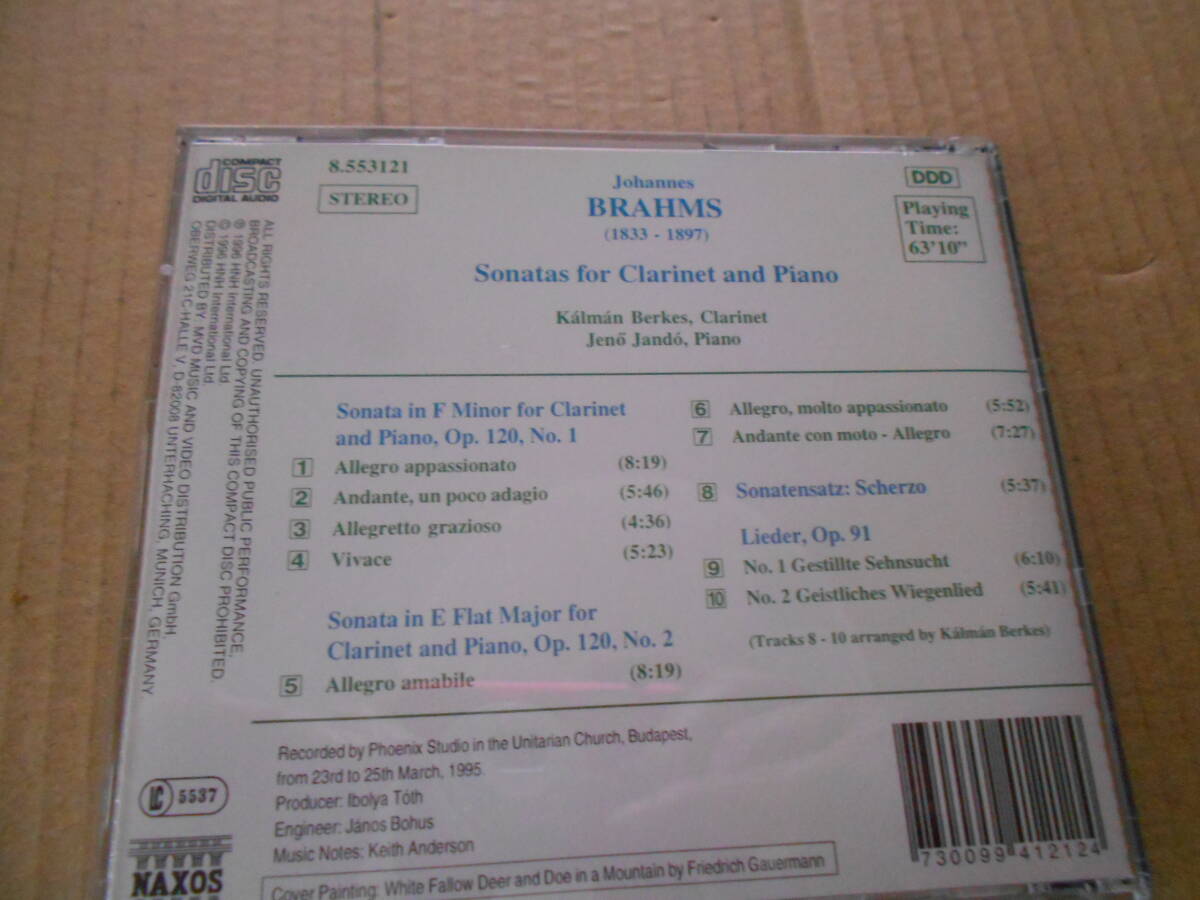 COMPACT
disc
DIGITAL AUDIO
8.553121
STEREO
Johannes
BRAHMS
(1833 - 1897)
Sonatas for Clarinet and Piano
Kálmán Berkes, Clarinet
Jenő Jandó, Piano
DDD
Playing
Time:
63'10"
Sonata in F Minor for Clarinet
and Piano, Op. 120, No. 1
1 Allegro appassionato (8:19)
2 Andante, un poco adagio (5:46)
3 Allegretto grazioso (4:36)
4 Vivace (5:23)
Sonata in E Flat Major for
Clarinet and Piano, Op. 120, No. 2
5 Allegro amabile (8:19)
6 Allegro, molto appassionato (5:52)
7 Andante con moto - Allegro (7:27)
8 Sonatensatz: Scherzo (5:37)
Lieder, Op. 91
9 No. 1 Gestillte Sehnsucht (6:10)
10 No. 2 Geistliches Wiegenlied (5:41)
(Tracks 8 - 10 arranged by Kálmán Berkes)
Recorded by Phoenix Studio in the Unitarian Church, Budapest,
from 23rd to 25th March, 1995.
Producer: Ibolya Tóth
Engineer: János Bohus
Music Notes: Keith Anderson
Cover Painting: White Fallow Deer and Doe in a Mountain by Friedrich Gauermann
ALL RIGHTS RESERVED. UNAUTHORISED PUBLIC PERFORMANCE,
BROADCASTING AND COPYING OF THIS COMPACT DISC PROHIBITED.
℗ 1996 HNH International Ltd.
© 1996 HNH International Ltd.
DISTRIBUTED BY: MVD MUSIC AND VIDEO DISTRIBUTION GmbH,
OBERWEG 21C-HALLE V, D-82008 UNTERHACHING, MUNICH, GERMANY
LC 5537
NAXOS
730099 412124